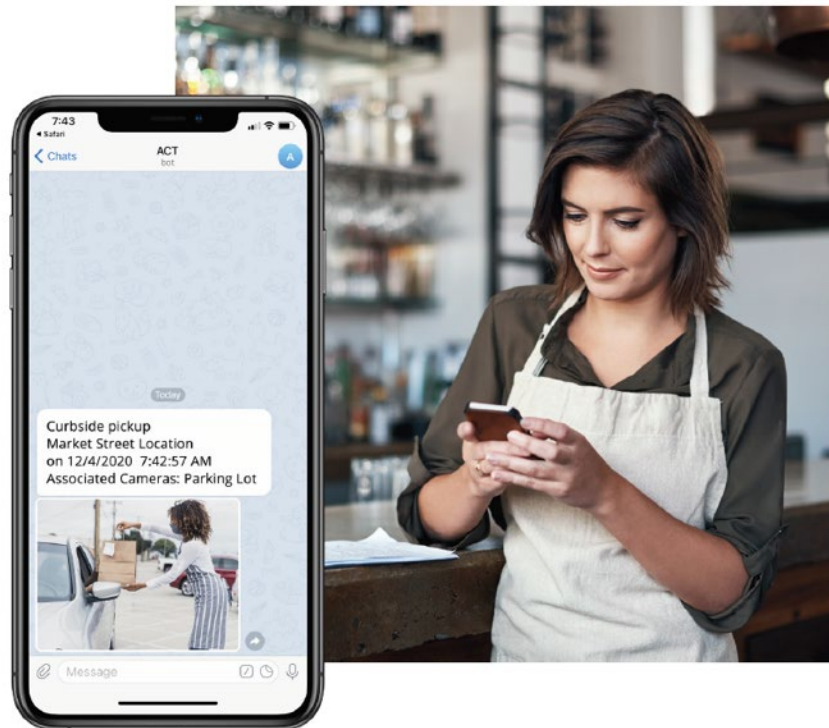 7:43
Safari
Chats
ACT
bot
A
Today
Curbside pickup
Market Street Location
on 12/4/2020 7:42:57 AM
Associated Cameras: Parking Lot
Message